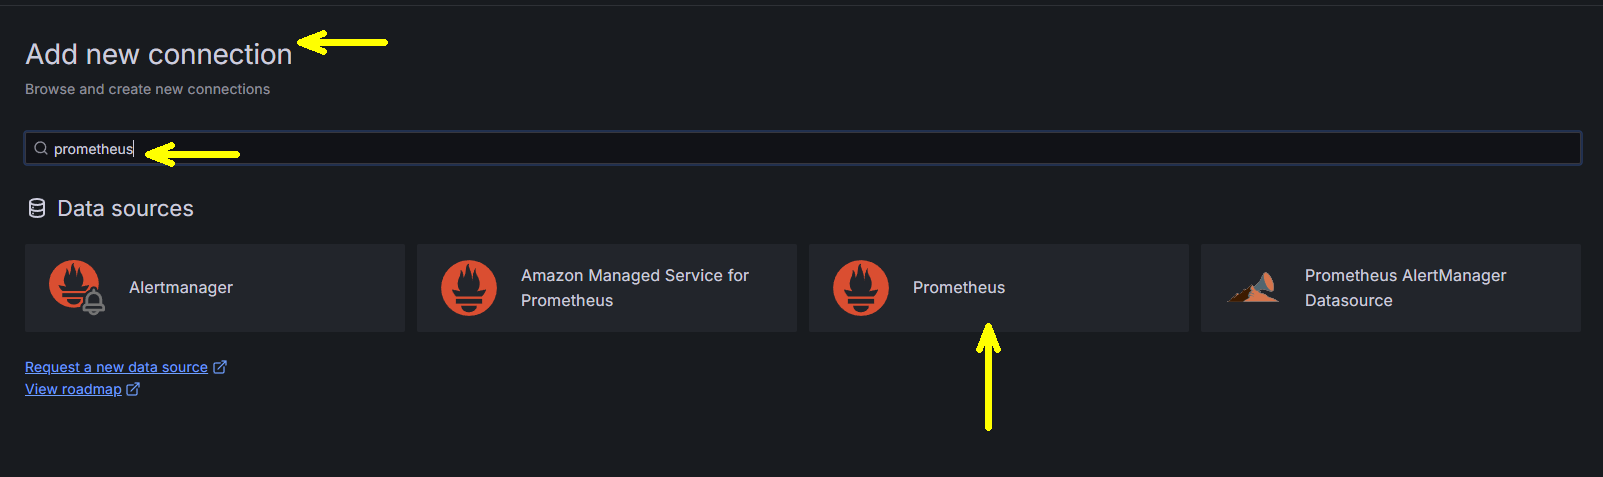 Add new connection
Browse and create new connections
prometheus
Data sources
Alertmanager
Amazon Managed Service for
Prometheus
Prometheus
Prometheus AlertManager
Datasource
Request a new data source
View roadmap